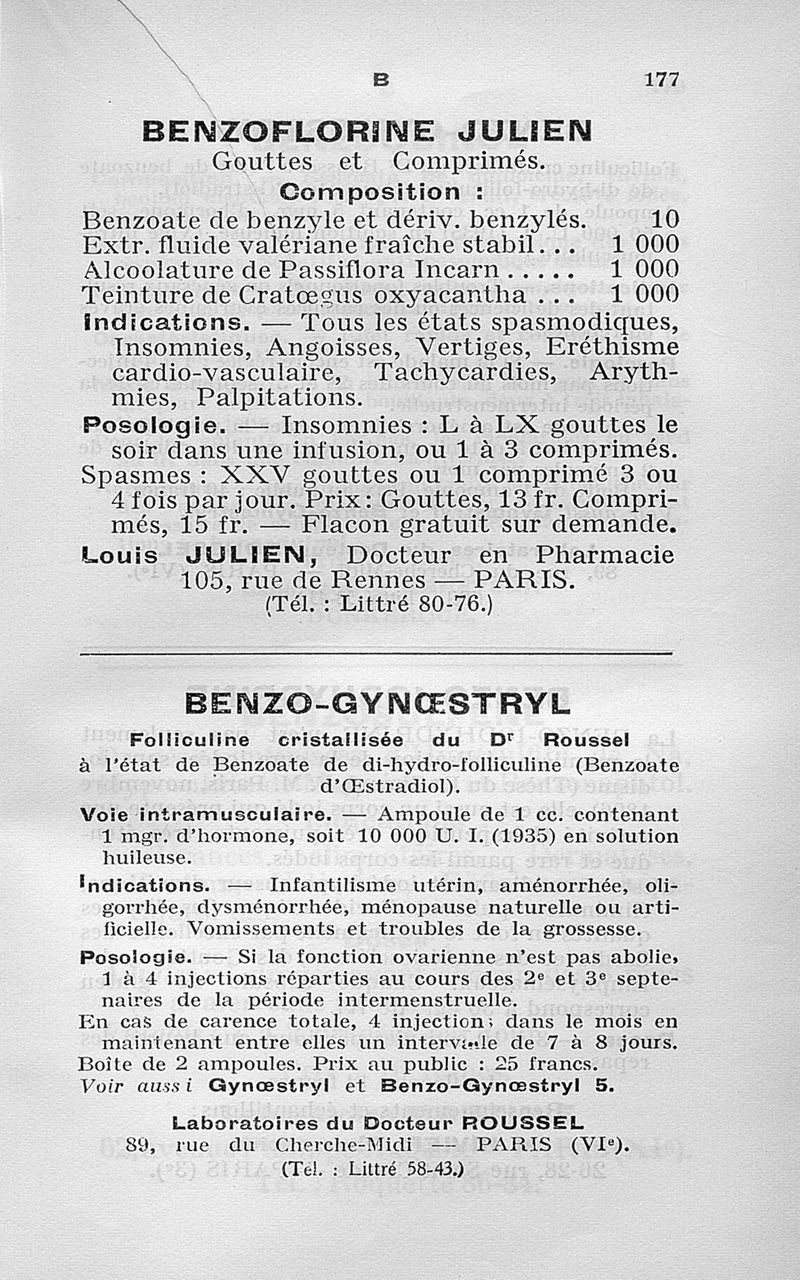 B 177
BENZOFLORINE JULIEN
Gouttes et Comprimés.
Composition :
Benzoate de benzyle et dériv. benzylés. 10
Extr. fluide valériane fraîche stabil... 1 000
Alcoolature de Passiflora Incarn ..... 1 000
Teinture de Cratœgus oxyacantha ... 1 000
Indications. — Tous les états spasmodiques,
Insomnies, Angoisses, Vertiges, Eréthisme
cardio-vasculaire, Tachycardies, Aryth-
mies, Palpitations.
Posologie. — Insomnies : L à LX gouttes le
soir dans une infusion, ou 1 à 3 comprimés.
Spasmes : XXV gouttes ou 1 comprimé 3 ou
4 fois par jour. Prix : Gouttes, 13 fr. Compri-
més, 15 fr. — Flacon gratuit sur demande.
Louis JULIEN, Docteur en Pharmacie
105, rue de Rennes — PARIS.
(Tél. : Littré 80-76.)
BENZO-GYNŒSTRYL
Folliculine cristallisée du Dr Roussel
à l'état de Benzoate de di-hydro-folliculine (Benzoate
d'Œstradiol).
Voie intramusculaire. — Ampoule de 1 cc. contenant
1 mgr. d'hormone, soit 10 000 U. I. (1935) en solution
huileuse.
Indications. — Infantilisme utérin, aménorrhée, oli-
gorrhée, dysménorrhée, ménopause naturelle ou arti-
ficielle. Vomissements et troubles de la grossesse.
Posologie. — Si la fonction ovarienne n'est pas abolie,
1 à 4 injections réparties au cours des 2e et 3e septe-
naires de la période intermenstruelle.
En cas de carence totale, 4 injections dans le mois en
maintenant entre elles un intervalle de 7 à 8 jours.
Boîte de 2 ampoules. Prix au public : 25 francs.
Voir aussi Gynœstryl et Benzo-Gynœstryl 5.
Laboratoires du Docteur ROUSSEL
89, rue du Cherche-Midi — PARIS (VIe).
(Tél. : Littré 58-43.)